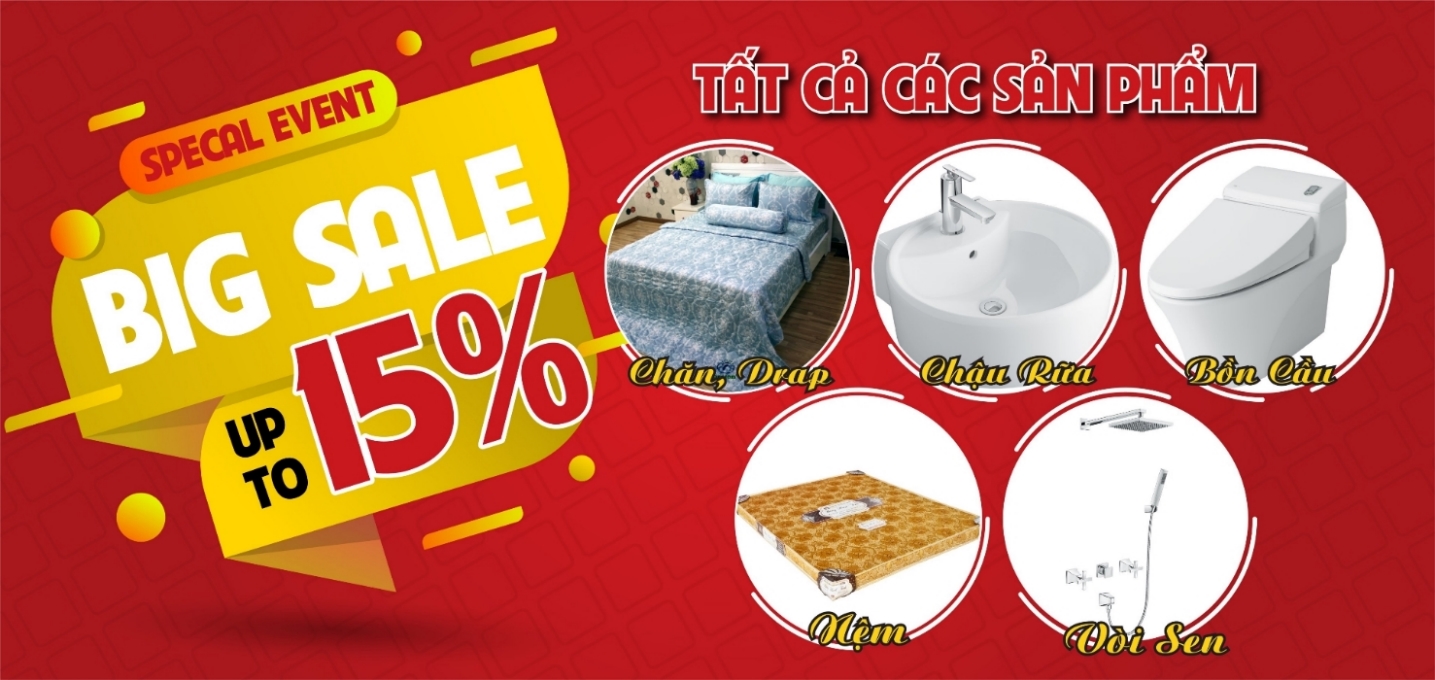 SPECAL EVENT
BIG SALE
UP
TO
15%
TẤT CẢ CÁC SẢN PHẨM
Chăn, Drap
Chậu Rữa
Bồn Cầu
Nệm
Vòi Sen